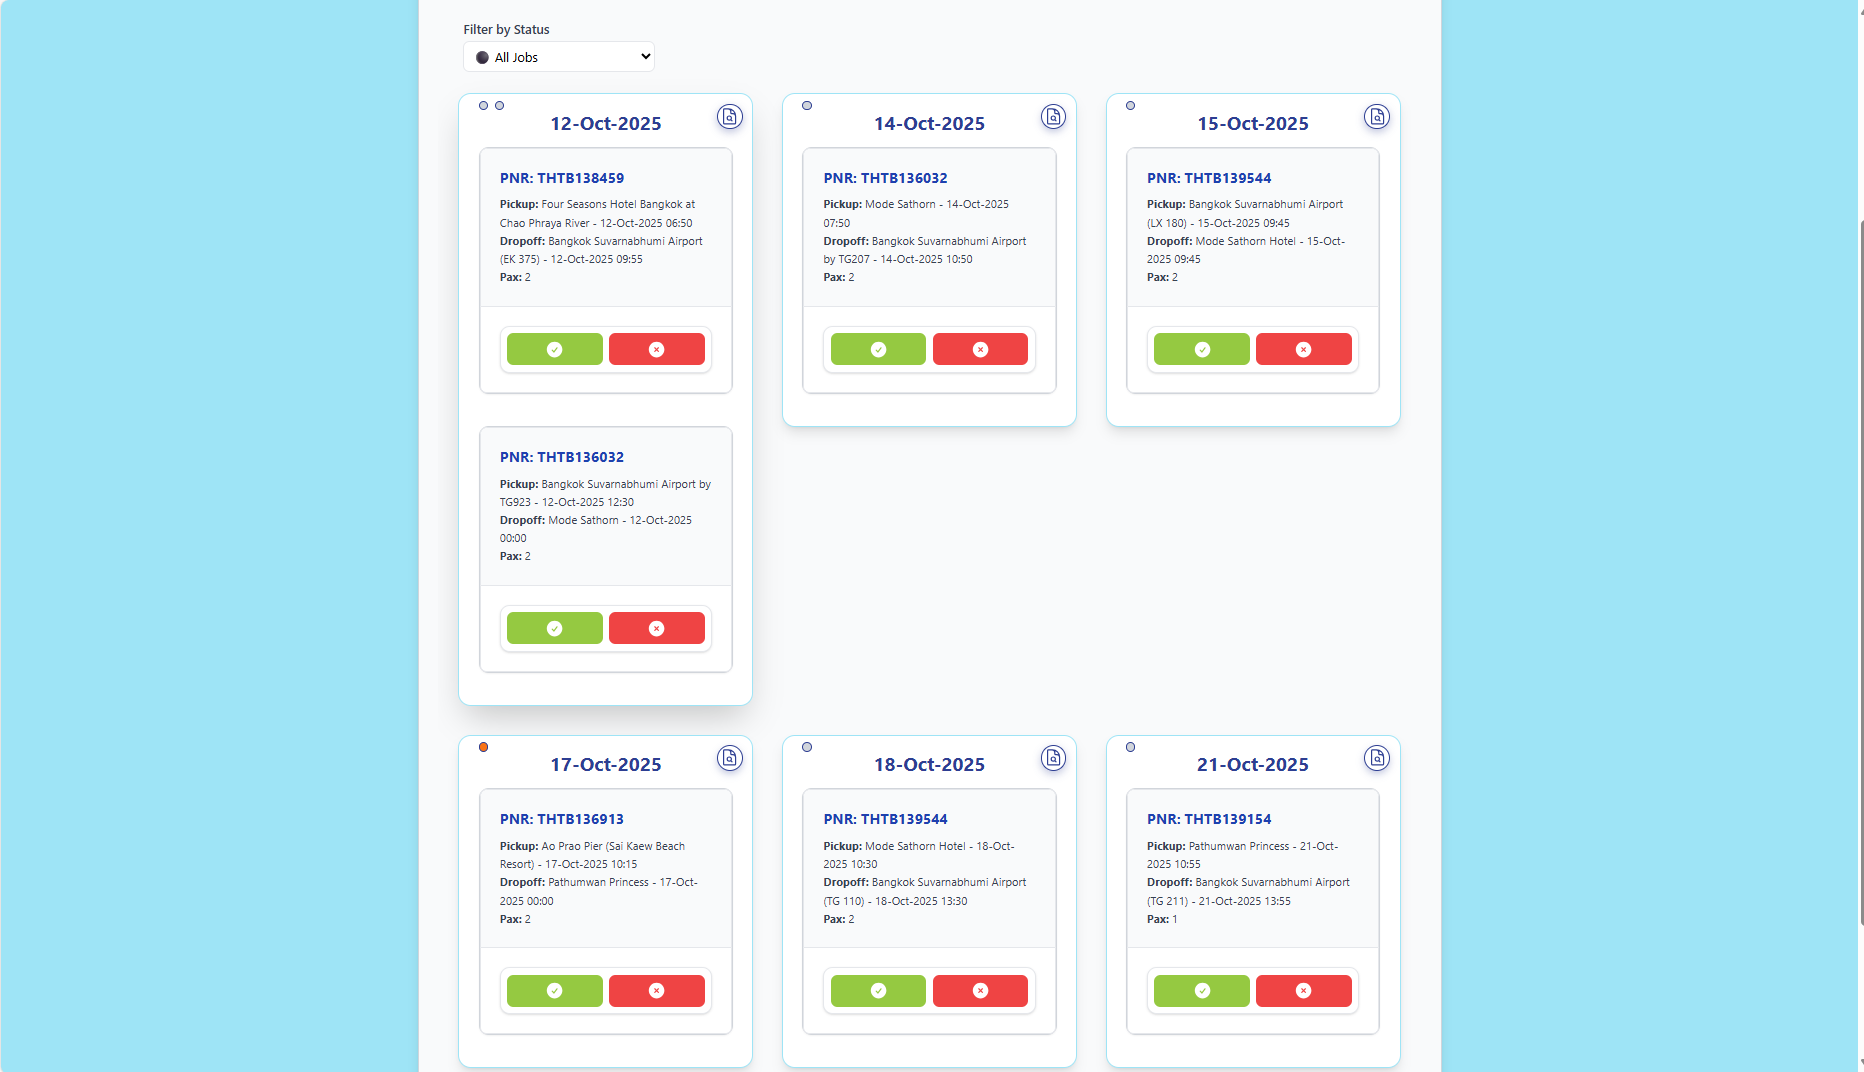 Filter by Status
All Jobs
12-Oct-2025
PNR: THTB138459
Pickup: Four Seasons Hotel Bangkok at
Chao Phraya River - 12-Oct-2025 06:50
Dropoff: Bangkok Suvarnabhumi Airport
(EK 375) - 12-Oct-2025 09:55
Pax: 2
PNR: THTB136032
Pickup: Bangkok Suvarnabhumi Airport by
TG923 - 12-Oct-2025 12:30
Dropoff: Mode Sathorn - 12-Oct-2025
00:00
Pax: 2
14-Oct-2025
PNR: THTB136032
Pickup: Mode Sathorn - 14-Oct-2025
07:50
Dropoff: Bangkok Suvarnabhumi Airport
by TG207 - 14-Oct-2025 10:50
Pax: 2
15-Oct-2025
PNR: THTB139544
Pickup: Bangkok Suvarnabhumi Airport
(LX 180) - 15-Oct-2025 09:45
Dropoff: Mode Sathorn Hotel - 15-Oct-
2025 09:45
Pax: 2
17-Oct-2025
PNR: THTB136913
Pickup: Ao Prao Pier (Sai Kaew Beach
Resort) - 17-Oct-2025 10:15
Dropoff: Pathumwan Princess - 17-Oct-
2025 00:00
Pax: 2
18-Oct-2025
PNR: THTB139544
Pickup: Mode Sathorn Hotel - 18-Oct-
2025 10:30
Dropoff: Bangkok Suvarnabhumi Airport
(TG 110) - 18-Oct-2025 13:30
Pax: 2
21-Oct-2025
PNR: THTB139154
Pickup: Pathumwan Princess - 21-Oct-
2025 10:55
Dropoff: Bangkok Suvarnabhumi Airport
(TG 211) - 21-Oct-2025 13:55
Pax: 1